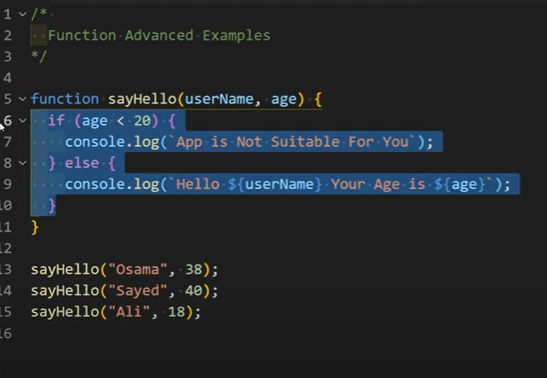 1 /*
2 Function Advanced Examples
3 */
4
5 function sayHello(userName, age) {
6 if (age < 20) {
7 console.log(`App is Not Suitable For You`);
8 } else {
9 console.log(`Hello ${userName} Your Age is ${age}`);
10 }
11 }
12
13 sayHello("Osama", 38);
14 sayHello("Sayed", 40);
15 sayHello("Ali", 18);
16